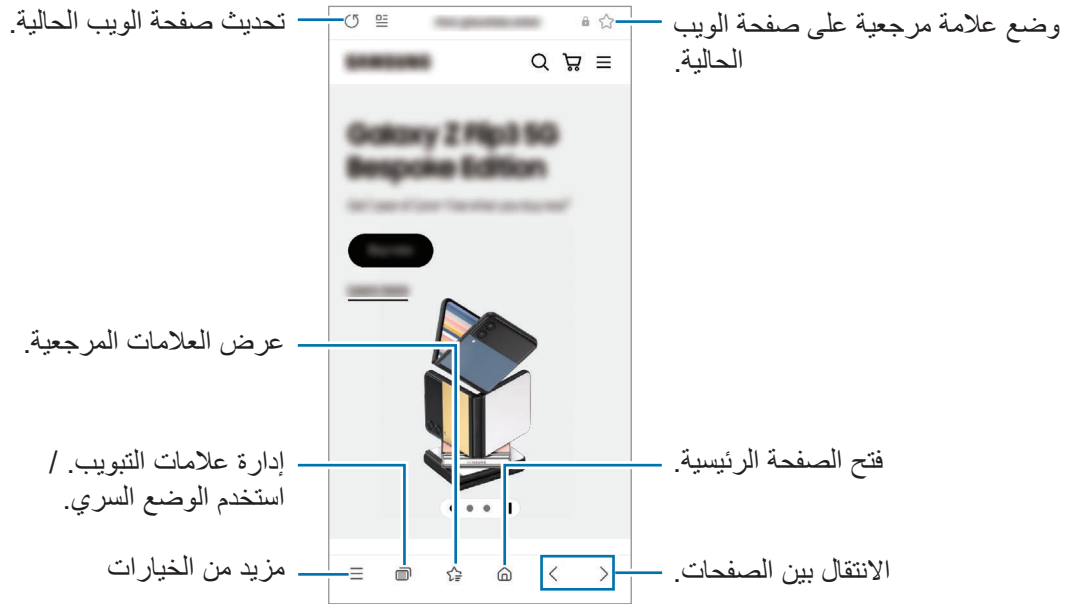 تحديث صفحة الويب الحالية.
وضع علامة مرجعية على صفحة الويب
الحالية.
عرض العلامات المرجعية.
إدارة علامات التبويب. /
استخدم الوضع السري.
فتح الصفحة الرئيسية.
مزيد من الخيارات
الانتقال بين الصفحات.
SAMSUNG
Galaxy Z Flip3 5G
Bespoke Edition